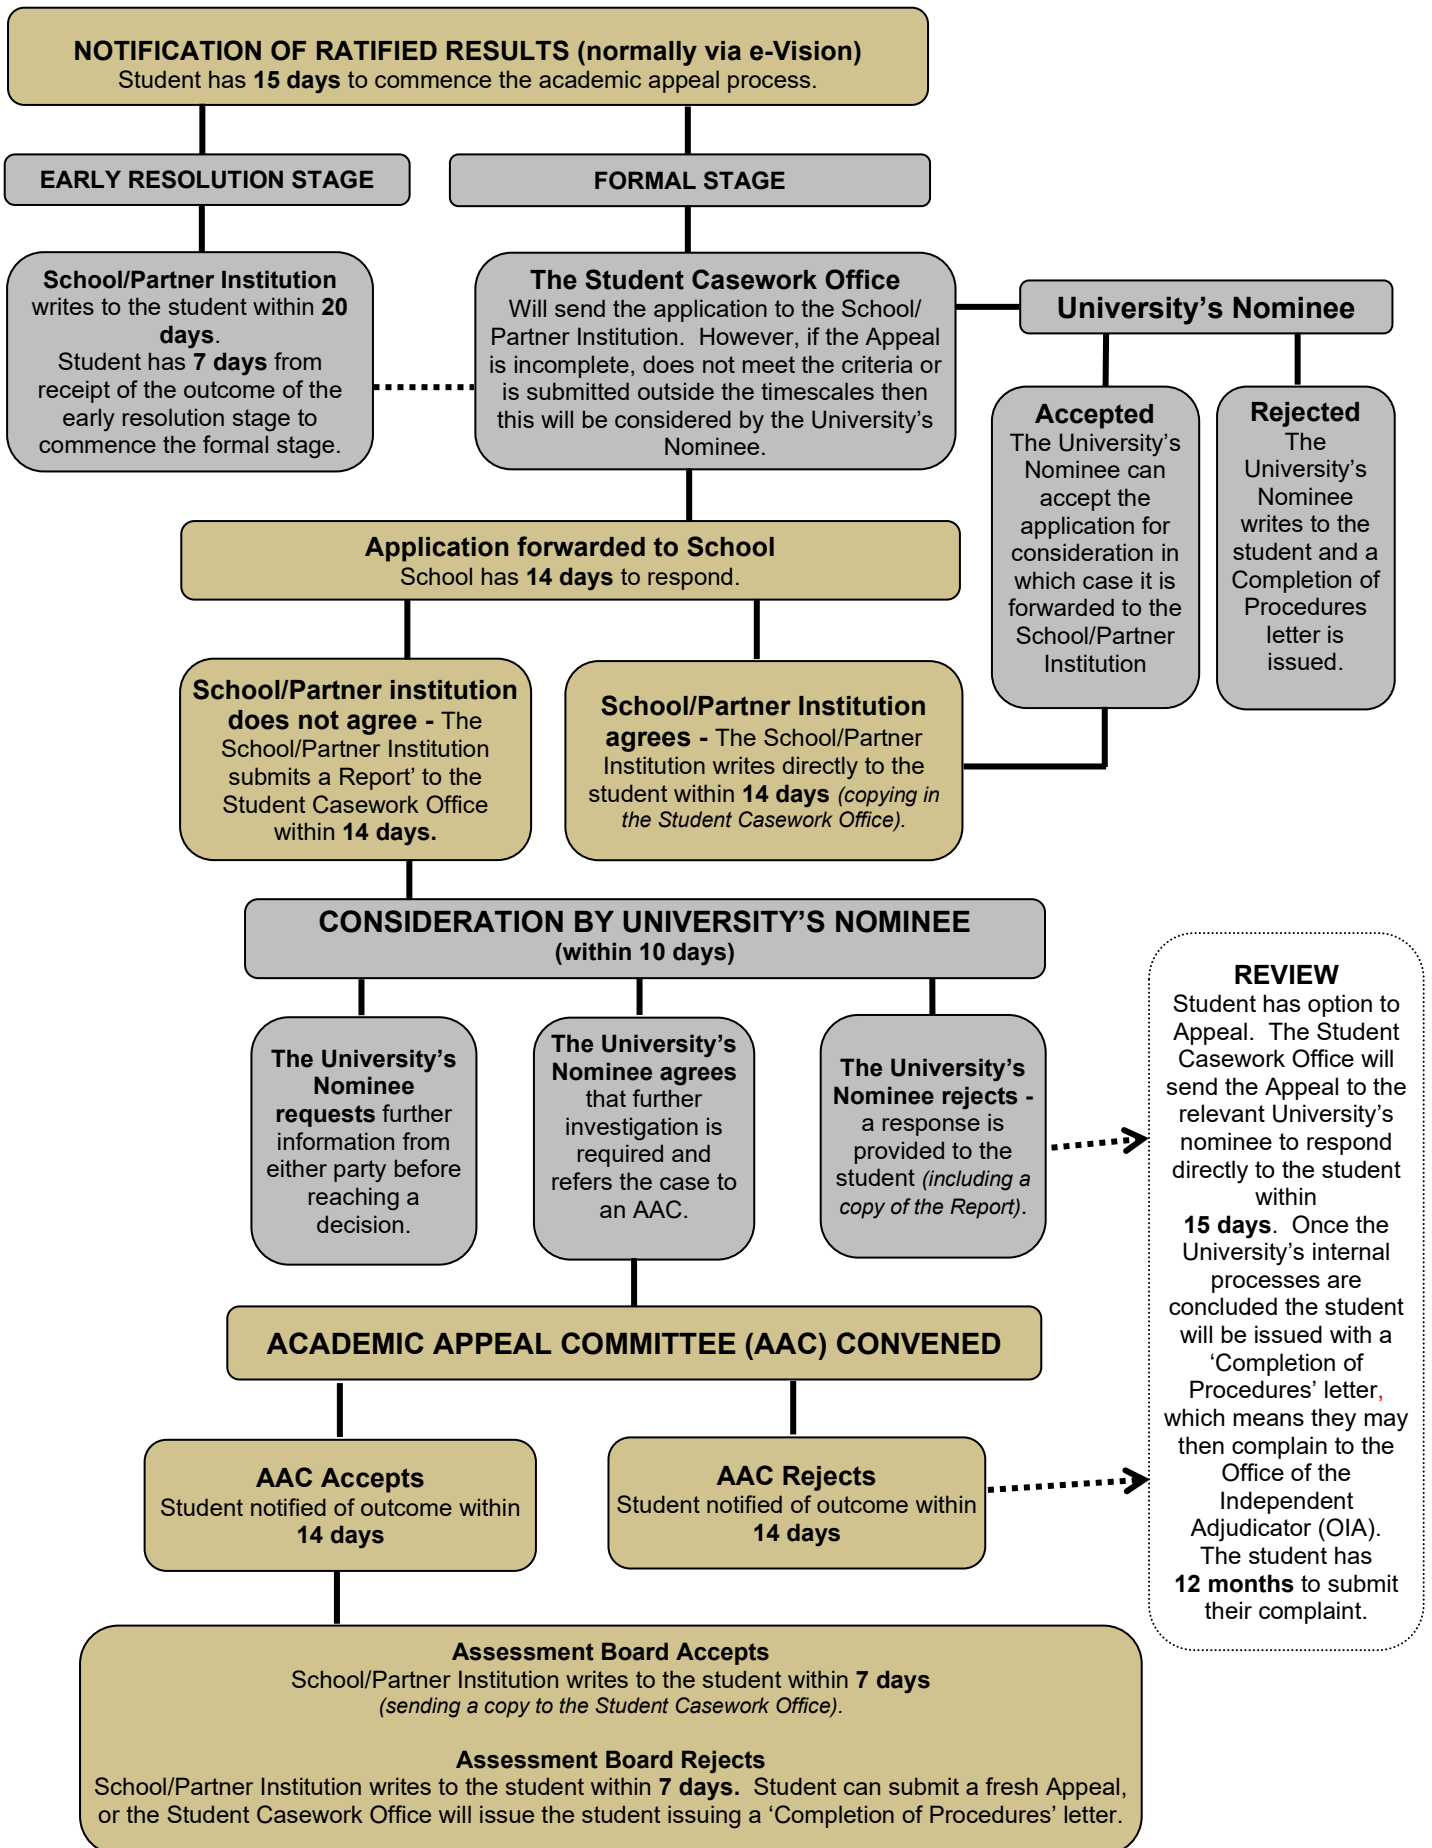 NOTIFICATION OF RATIFIED RESULTS (normally via e-Vision)
Student has 15 days to commence the academic appeal process.
EARLY RESOLUTION STAGE
FORMAL STAGE
School/Partner Institution
writes to the student within 20
days.
Student has 7 days from
receipt of the outcome of the
early resolution stage to
commence the formal stage.
The Student Casework Office
Will send the application to the School/
Partner Institution. However, if the Appeal
is incomplete, does not meet the criteria or
is submitted outside the timescales then
this will be considered by the University’s
Nominee.
University’s Nominee
Accepted
The University’s
Nominee can
accept the
application for
consideration in
which case it is
forwarded to the
School/Partner
Institution
Rejected
The
University’s
Nominee
writes to the
student and a
Completion of
Procedures
letter is
issued.
Application forwarded to School
School has 14 days to respond.
School/Partner institution
does not agree - The
School/Partner Institution
submits a Report’ to the
Student Casework Office
within 14 days.
School/Partner Institution
agrees - The School/Partner
Institution writes directly to the
student within 14 days (copying in
the Student Casework Office).
CONSIDERATION BY UNIVERSITY’S NOMINEE
(within 10 days)
The University’s
Nominee
requests further
information from
either party before
reaching a
decision.
The University’s
Nominee agrees
that further
investigation is
required and
refers the case to
an AAC.
The University’s
Nominee rejects -
a response is
provided to the
student (including a
copy of the Report).
REVIEW
Student has option to
Appeal. The Student
Casework Office will
send the Appeal to the
relevant University’s
nominee to respond
directly to the student
within
15 days. Once the
University’s internal
processes are
concluded the student
will be issued with a
‘Completion of
Procedures’ letter,
which means they may
then complain to the
Office of the
Independent
Adjudicator (OIA).
The student has
12 months to submit
their complaint.
ACADEMIC APPEAL COMMITTEE (AAC) CONVENED
AAC Accepts
Student notified of outcome within
14 days
AAC Rejects
Student notified of outcome within
14 days
Assessment Board Accepts
School/Partner Institution writes to the student within 7 days
(sending a copy to the Student Casework Office).
Assessment Board Rejects
School/Partner Institution writes to the student within 7 days. Student can submit a fresh Appeal,
or the Student Casework Office will issue the student issuing a ‘Completion of Procedures’ letter.